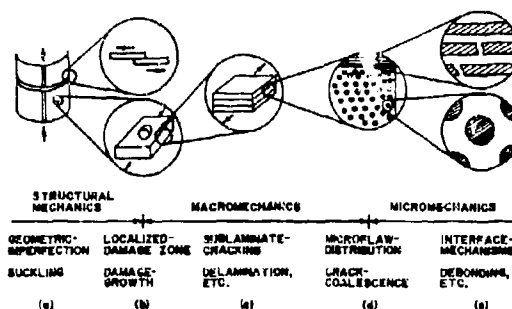 STRUCTURAL
MECHANICS MACROMECHANICS MICROMECHANICS
GEOMETRIC- LOCALIZED- SUBLAMINATE- MICROFLAW- INTERFACE-
IMPERFECTION DAMAGE ZONE CRACKING DISTRIBUTION MECHANISMS
BUCKLING DAMAGE- DELAMINATION, CRACK- DEBONDING, ETC.
GROWTH ETC. COALESCENCE
(a) (b) (c) (d) (e)